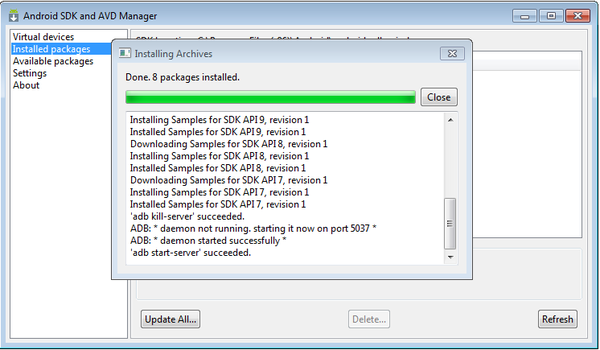 Android SDK and AVD Manager
Virtual devices
Installed packages
Available packages
Settings
About
Installing Archives
Done. 8 packages installed.
Close
Installing Samples for SDK API 9, revision 1
Installed Samples for SDK API 9, revision 1
Downloading Samples for SDK API 8, revision 1
Installing Samples for SDK API 8, revision 1
Installed Samples for SDK API 8, revision 1
Downloading Samples for SDK API 7, revision 1
Installing Samples for SDK API 7, revision 1
Installed Samples for SDK API 7, revision 1
'adb kill-server' succeeded.
ADB: * daemon not running. starting it now on port 5037 *
ADB: * daemon started successfully *
'adb start-server' succeeded.
Update All...
Delete...
Refresh